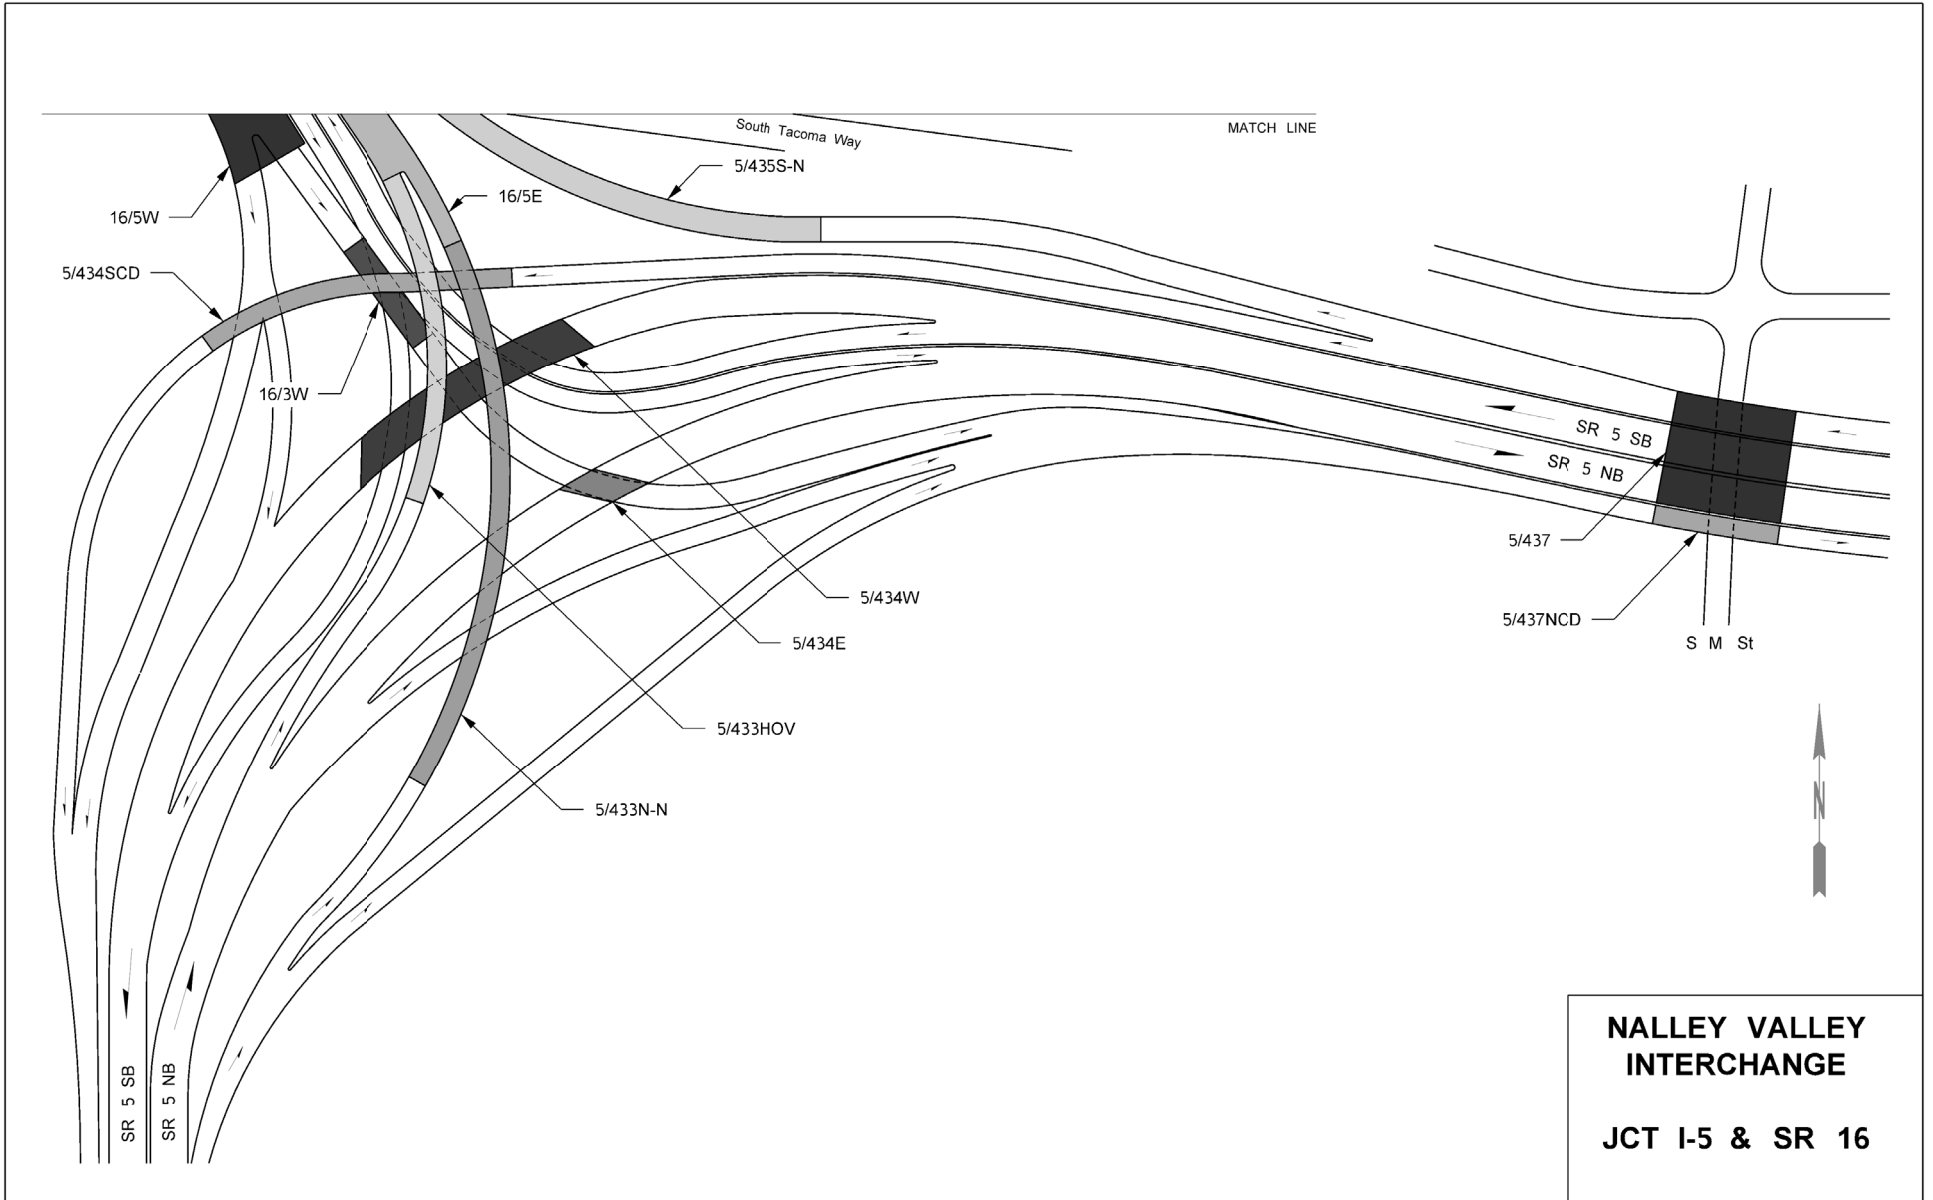 South Tacoma Way
MATCH LINE
5/435S-N
16/5E
16/5W
5/434SCD
16/3W
SR 5 SB
SR 5 NB
5/437
5/434W
5/437NCD
5/434E
S M St
5/433HOV
N
5/433N-N
SR 5 SB
SR 5 NB
NALLEY VALLEY
INTERCHANGE
JCT I-5 & SR 16